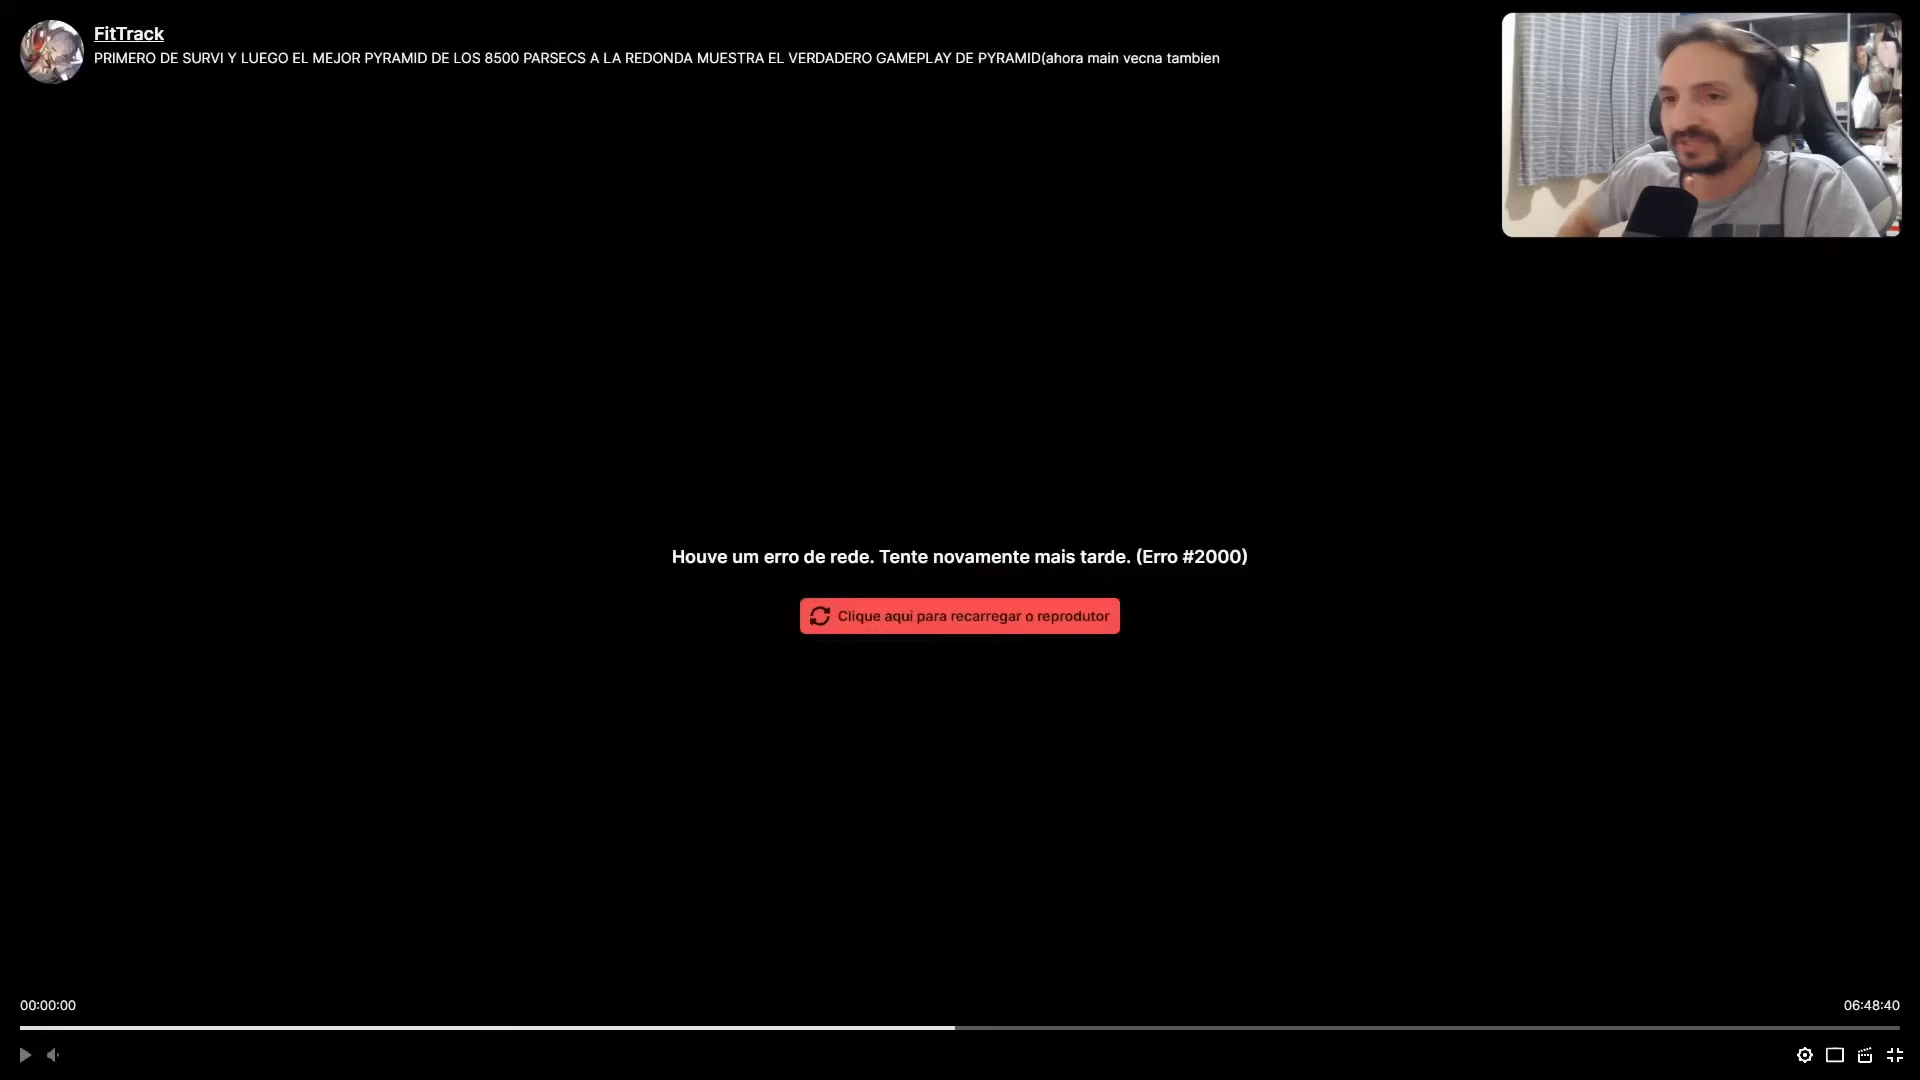 FitTrack
PRIMERO DE SURVI Y LUEGO EL MEJOR PYRAMID DE LOS 8500 PARSECS A LA REDONDA MUESTRA EL VERDADERO GAMEPLAY DE PYRAMID(ahora main vecna tambien
Houve um erro de rede. Tente novamente mais tarde. (Erro #2000)
Clique aqui para recarregar o reprodutor
00:00:00
06:48:40